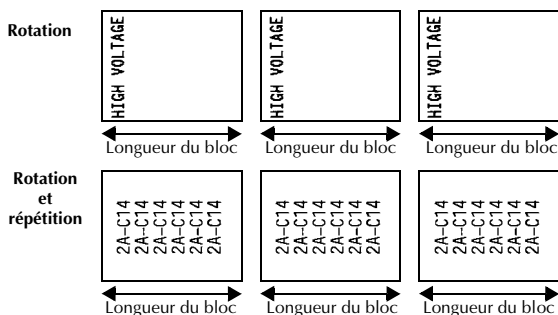 Rotation
HIGH VOLTAGE HIGH VOLTAGE HIGH VOLTAGE
Longueur du bloc Longueur du bloc Longueur du bloc
Rotation
et
répétition
2A-C14 2A-C14 2A-C14 2A-C14 2A-C14 2A-C14
2A-C14 2A-C14 2A-C14 2A-C14 2A-C14 2A-C14
2A-C14 2A-C14 2A-C14 2A-C14 2A-C14 2A-C14
Longueur du bloc Longueur du bloc Longueur du bloc